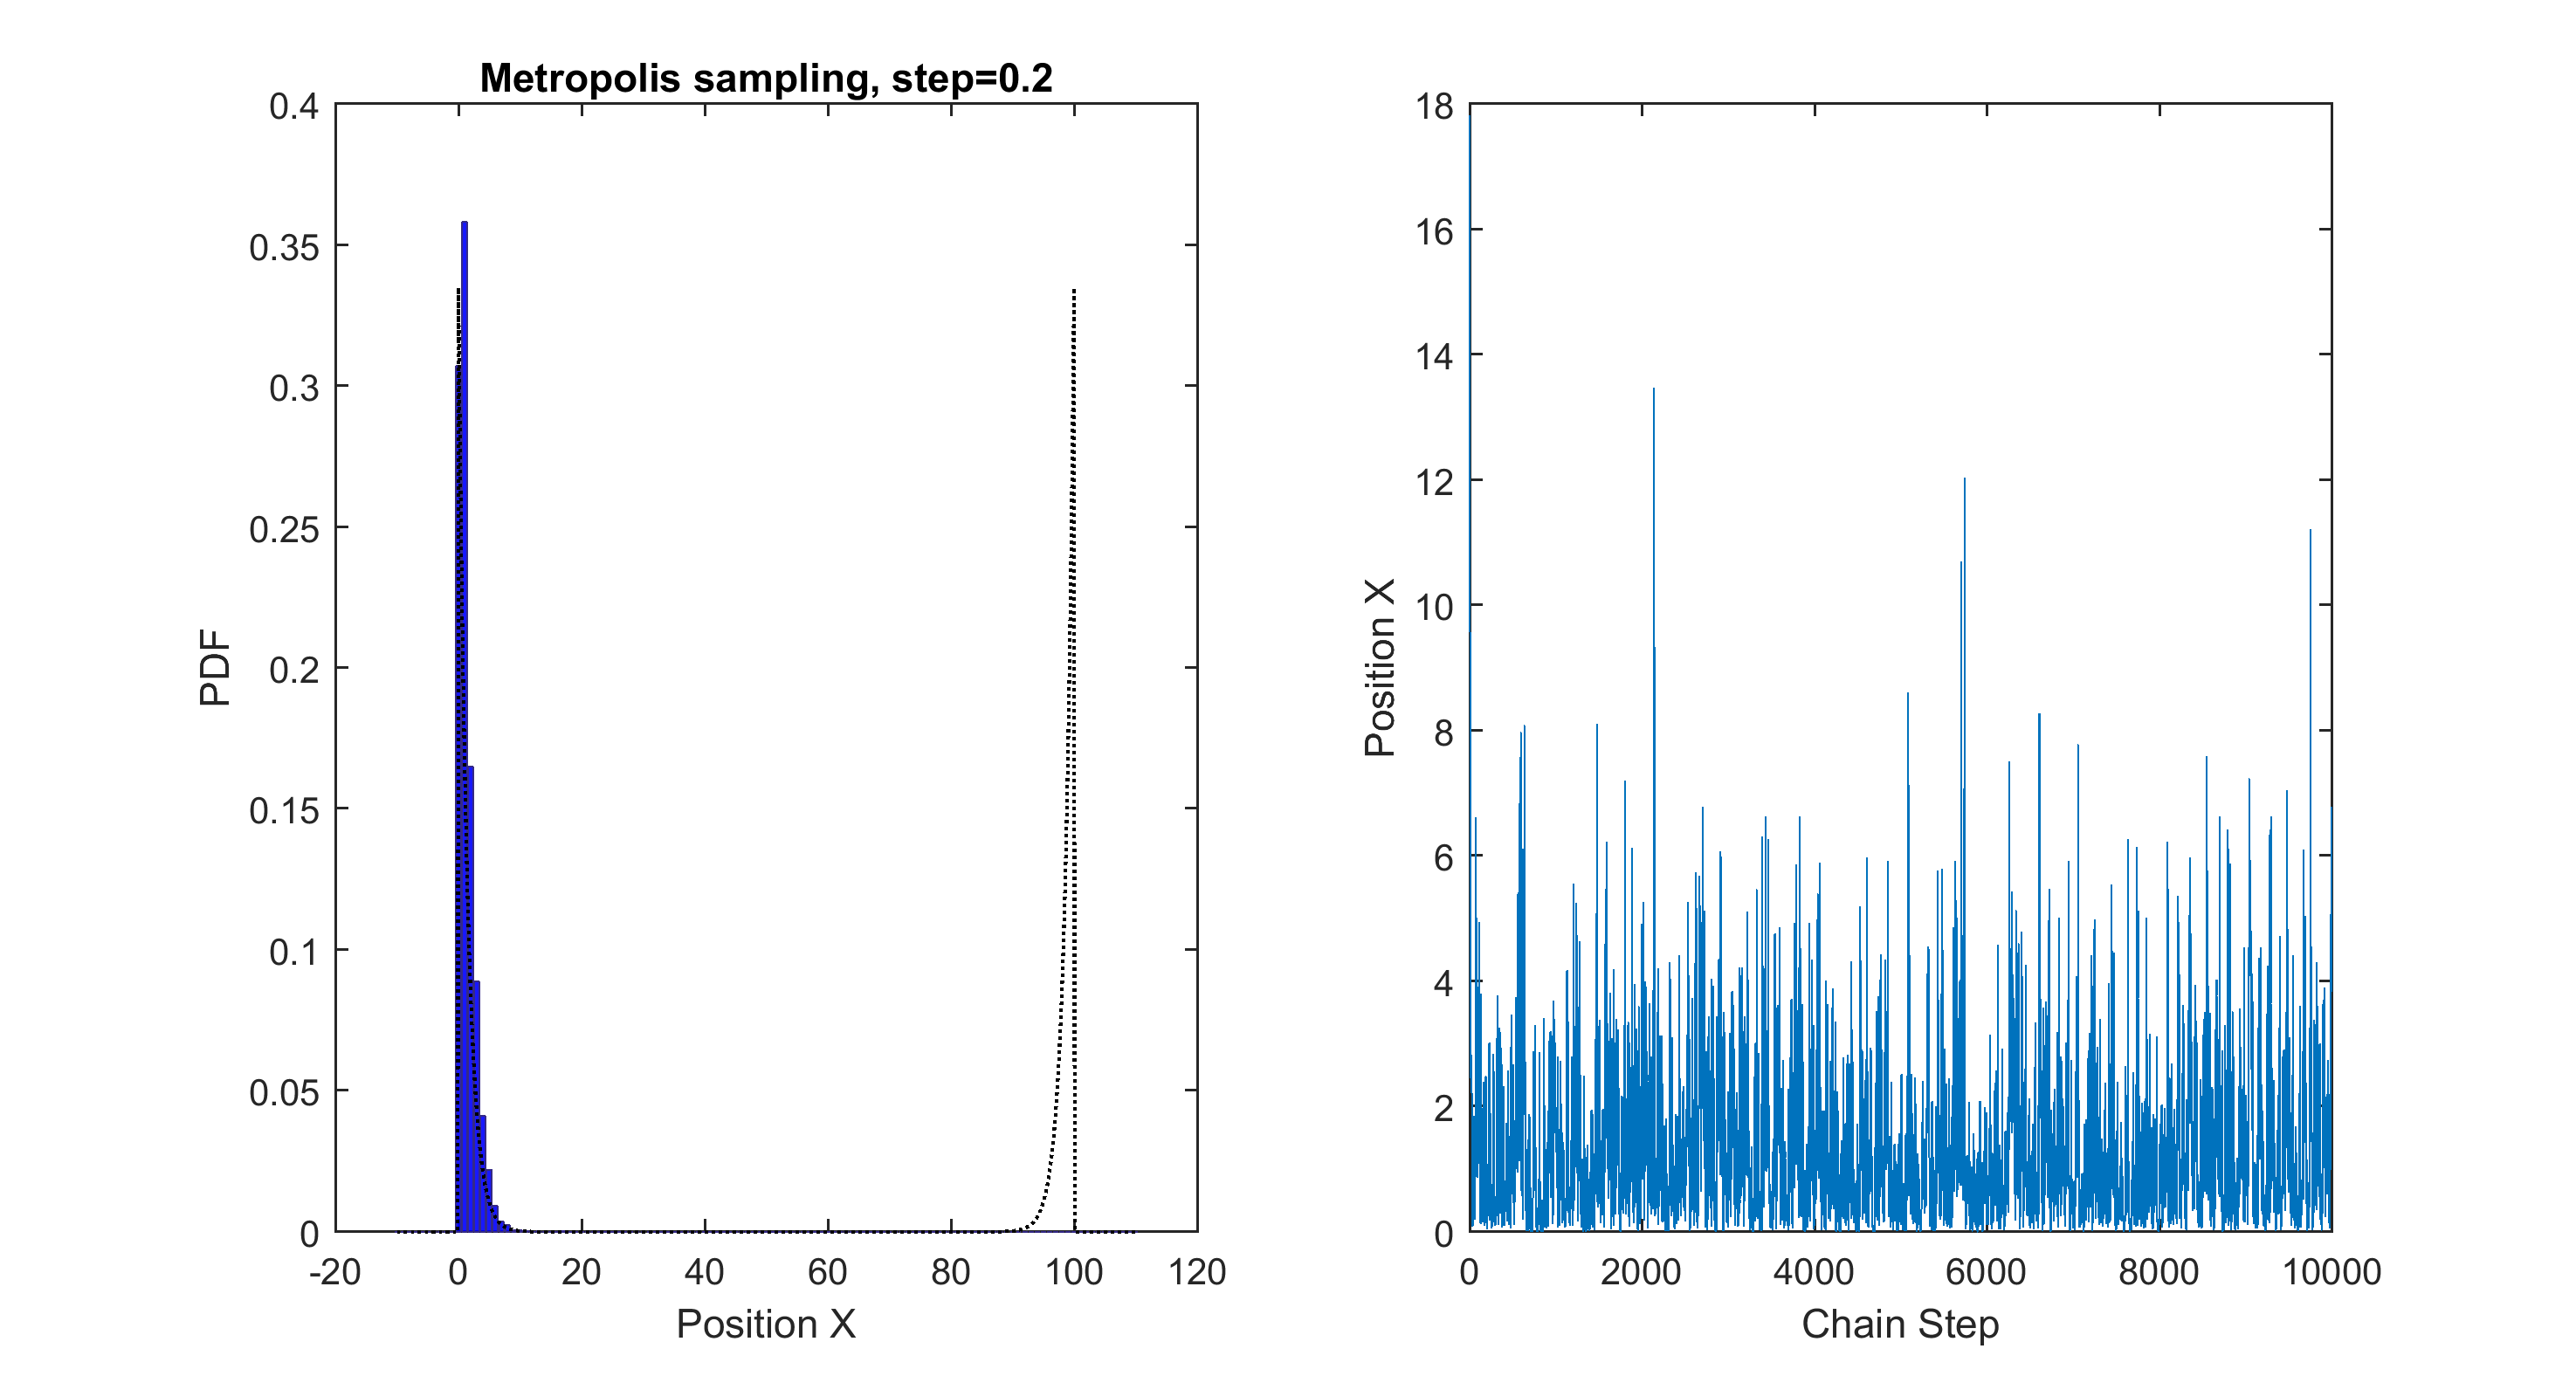 Metropolis sampling, step=0.2
0.4
0.35
0.3
0.25
0.2
0.15
0.1
0.05
0
PDF
-20 0 20 40 60 80 100 120
Position X
18
16
14
12
10
8
6
4
2
0
Position X
0 2000 4000 6000 8000 10000
Chain Step